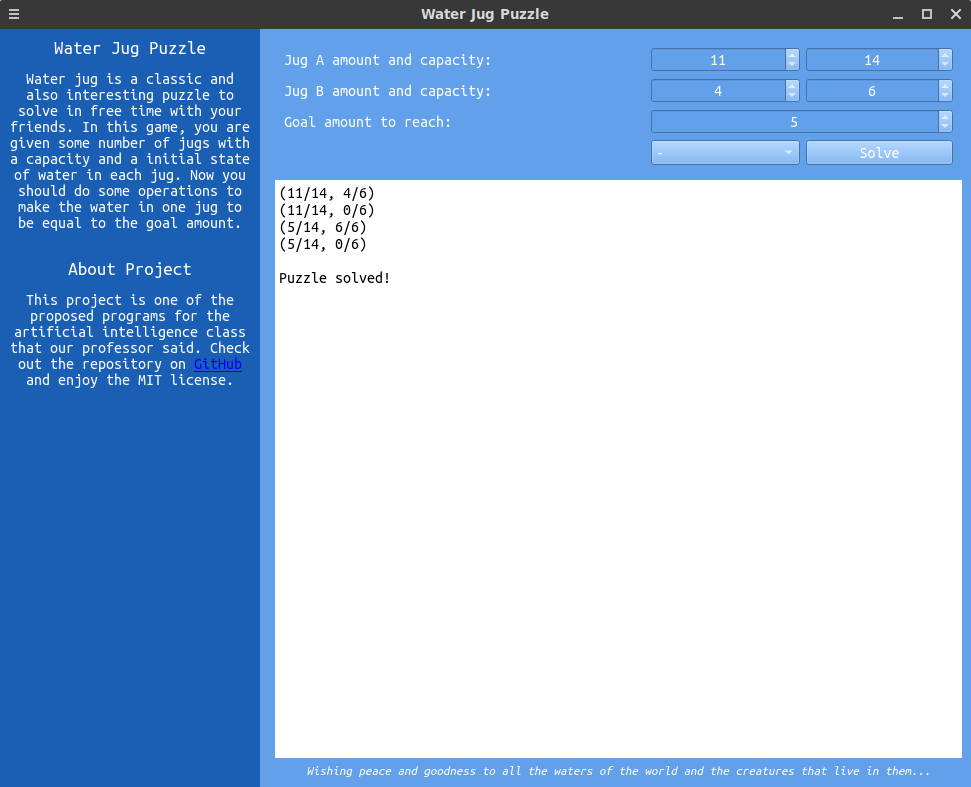 Water Jug Puzzle
Water Jug Puzzle
Water jug is a classic and
also interesting puzzle to
solve in free time with your
friends. In this game, you are
given some number of jugs with
a capacity and a initial state
of water in each jug. Now you
should do some operations to
make the water in one jug to
be equal to the goal amount.
About Project
This project is one of the
proposed programs for the
artificial intelligence class
that our professor said. Check
out the repository on GitHub
and enjoy the MIT license.
Jug A amount and capacity: 11 14
Jug B amount and capacity: 4 6
Goal amount to reach: 5
- Solve
(11/14, 4/6)
(11/14, 0/6)
(5/14, 6/6)
(5/14, 0/6)
Puzzle solved!
Wishing peace and goodness to all the waters of the world and the creatures that live in them...